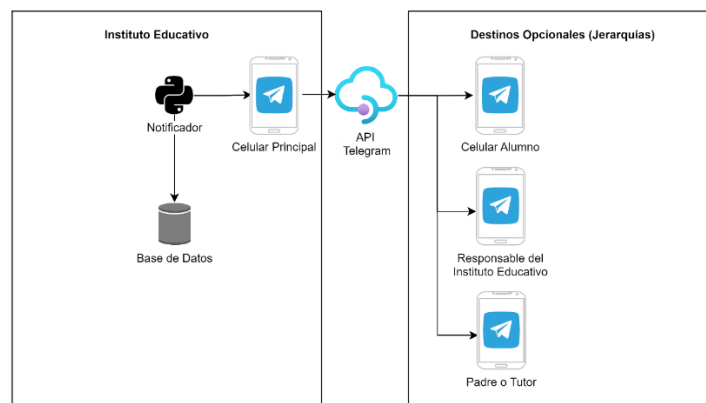 Instituto Educativo
Notificador
Celular Principal
Base de Datos
API
Telegram
Destinos Opcionales (Jerarquías)
Celular Alumno
Responsable del
Instituto Educativo
Padre o Tutor